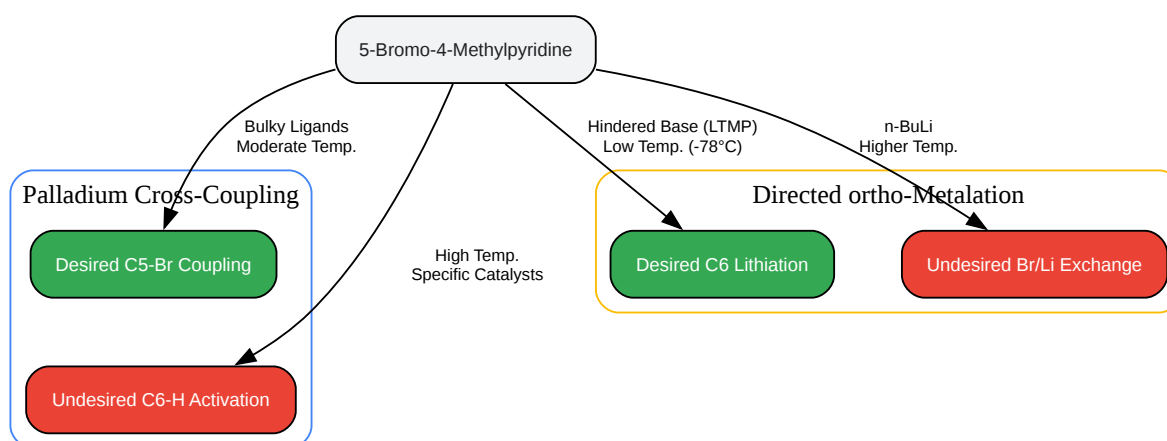 5-Bromo-4-Methylpyridine
Bulky Ligands
Moderate Temp.
Hindered Base (LTMP)
Low Temp. (-78°C)
n-BuLi
Higher Temp.
Palladium Cross-Coupling
Directed ortho-Metalation
Desired C5-Br Coupling
High Temp.
Specific Catalysts
Desired C6 Lithiation
Undesired Br/Li Exchange
Undesired C6-H Activation